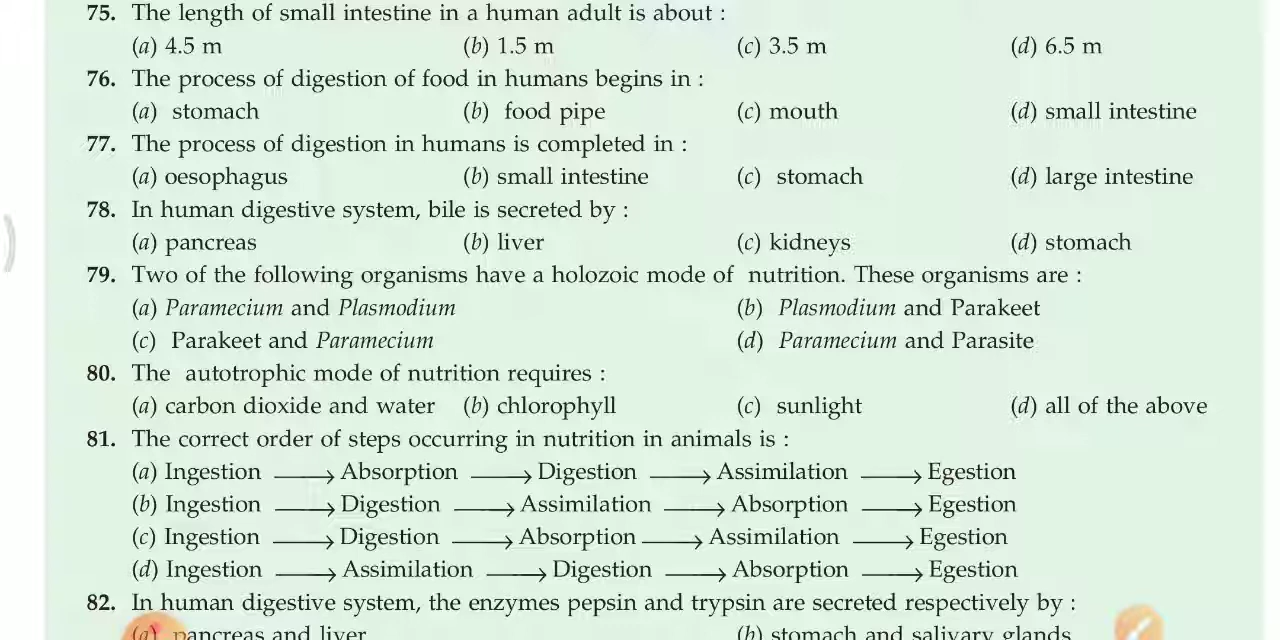 75. The length of small intestine in a human adult is about :
(a) 4.5 m (b) 1.5 m (c) 3.5 m (d) 6.5 m
76. The process of digestion of food in humans begins in :
(a) stomach (b) food pipe (c) mouth (d) small intestine
77. The process of digestion in humans is completed in :
(a) oesophagus (b) small intestine (c) stomach (d) large intestine
78. In human digestive system, bile is secreted by :
(a) pancreas (b) liver (c) kidneys (d) stomach
79. Two of the following organisms have a holozoic mode of nutrition. These organisms are :
(a) Paramecium and Plasmodium (b) Plasmodium and Parakeet
(c) Parakeet and Paramecium (d) Paramecium and Parasite
80. The autotrophic mode of nutrition requires :
(a) carbon dioxide and water (b) chlorophyll (c) sunlight (d) all of the above
81. The correct order of steps occurring in nutrition in animals is :
(a) Ingestion ⟶ Absorption ⟶ Digestion ⟶ Assimilation ⟶ Egestion
(b) Ingestion ⟶ Digestion ⟶ Assimilation ⟶ Absorption ⟶ Egestion
(c) Ingestion ⟶ Digestion ⟶ Absorption ⟶ Assimilation ⟶ Egestion
(d) Ingestion ⟶ Assimilation ⟶ Digestion ⟶ Absorption ⟶ Egestion
82. In human digestive system, the enzymes pepsin and trypsin are secreted respectively by :
(a) pancreas and liver (b) stomach and salivary glands